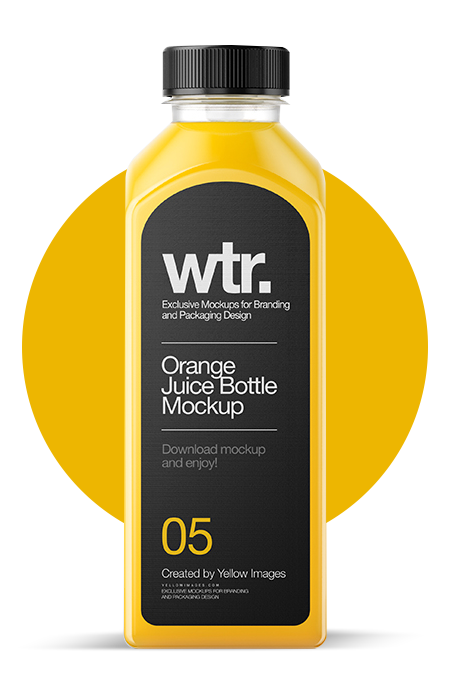 wtr.
Exclusive Mockups for Branding
and Packaging Design
Orange
Juice Bottle
Mockup
Download mockup
and enjoy!
05
Created by Yellow Images
YELLOWIMAGES.COM
EXCLUSIVE MOCKUPS FOR BRANDING
AND PACKAGING DESIGN